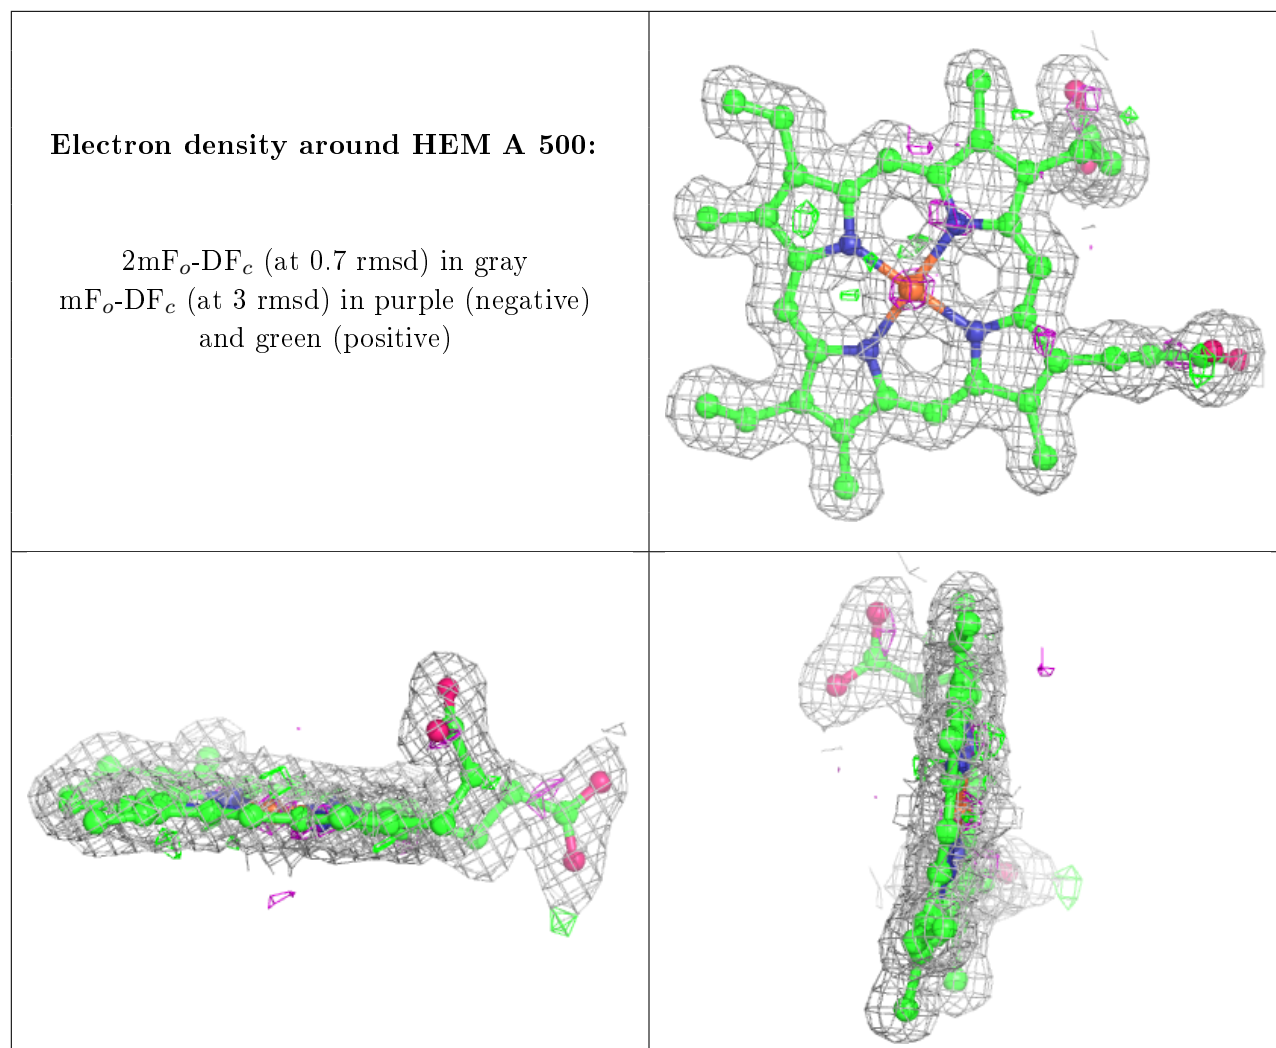 Electron density around HEM A 500:
2mFₒ-DF𝒸 (at 0.7 rmsd) in gray
mFₒ-DF𝒸 (at 3 rmsd) in purple (negative)
and green (positive)